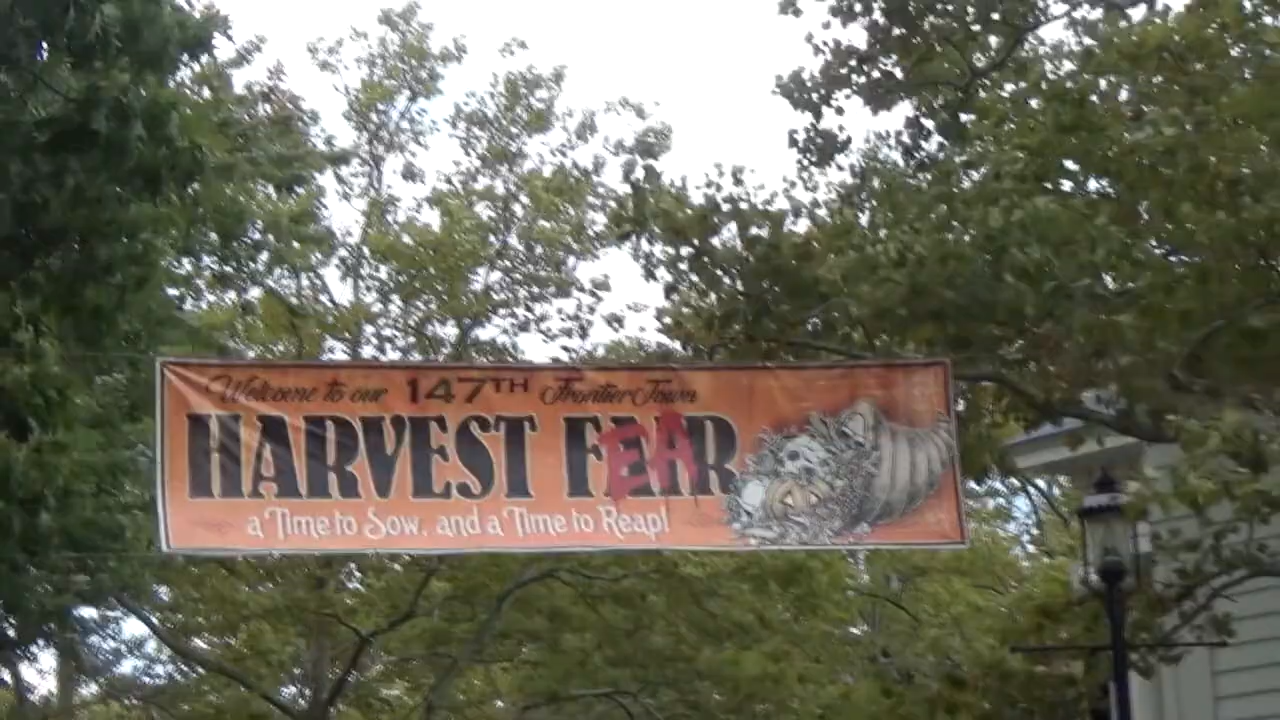 Welcome to our 147TH Frontier Town
HARVEST FEAR
a Time to Sow, and a Time to Reap!